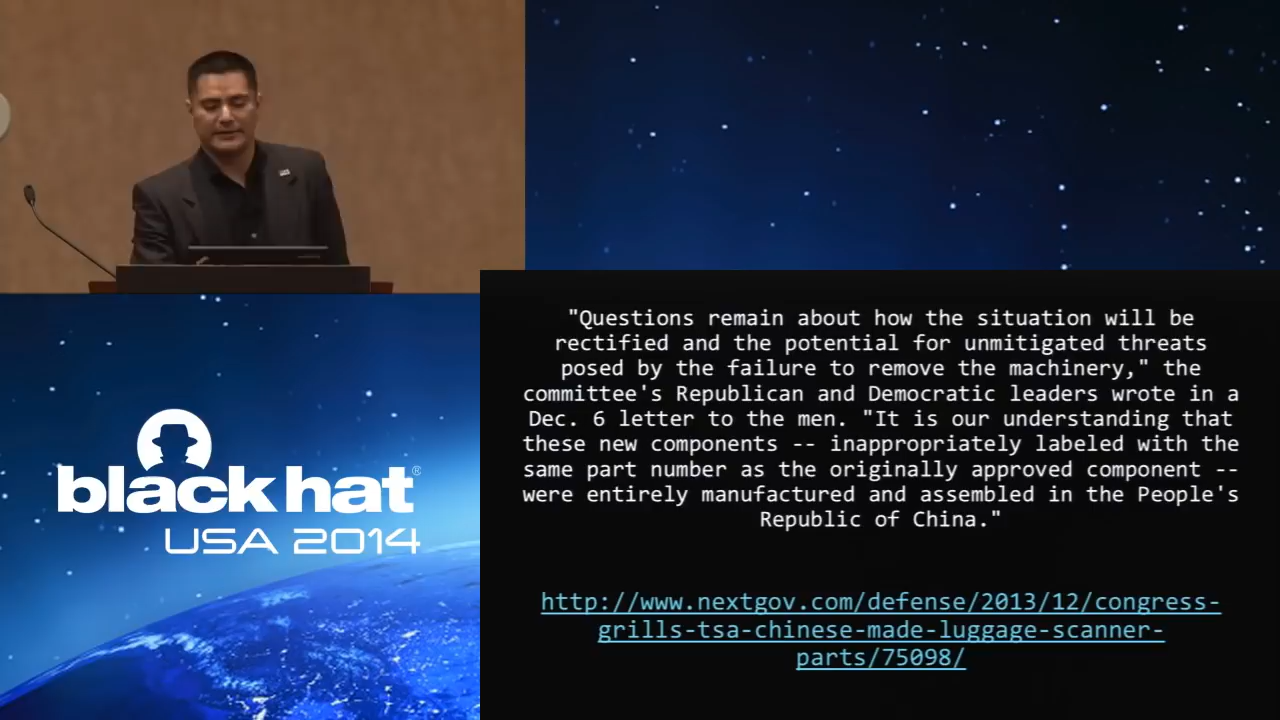 "Questions remain about how the situation will be
rectified and the potential for unmitigated threats
posed by the failure to remove the machinery," the
committee's Republican and Democratic leaders wrote in a
Dec. 6 letter to the men. "It is our understanding that
these new components -- inappropriately labeled with the
same part number as the originally approved component --
were entirely manufactured and assembled in the People's
Republic of China."
http://www.nextgov.com/defense/2013/12/congress-
grills-tsa-chinese-made-luggage-scanner-
parts/75098/
black hat®
USA 2014